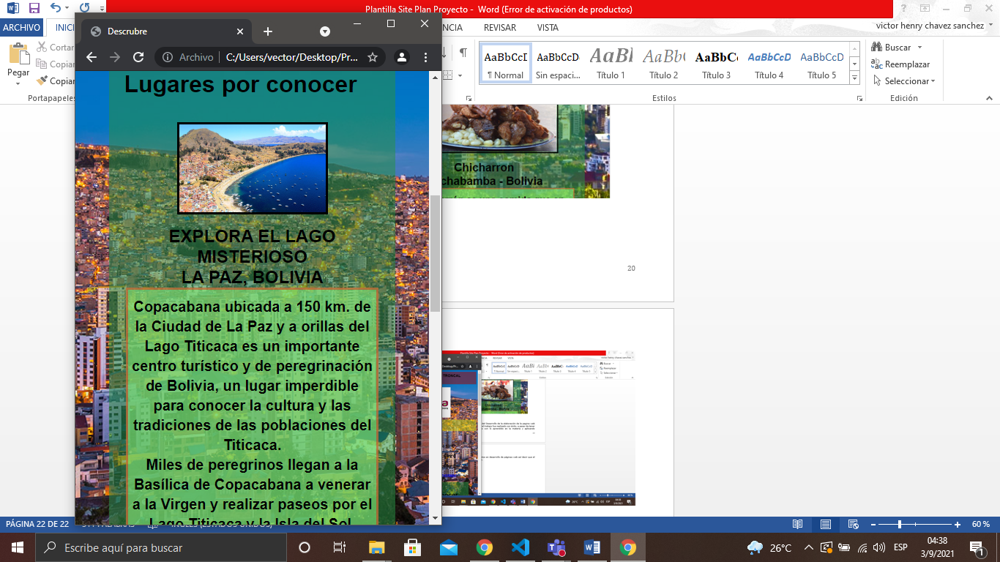 Plantilla Site Plan Proyecto - Word (Error de activación de productos)
ARCHIVO
REVISAR
VISTA
victor henry chavez sanchez
Pegar
Cortar
Copiar
Copiar
Portapapeles
AaBbCcI
¶ Normal
AaBbCcD
Sin espaci...
Título 1
Título 2
Título 3
AaBbCcD
Título 4
AaBbCcD
Título 5
Estilos
Buscar
Reemplazar
Seleccionar
Edición
Descrubre
Archivo
C:/Users/vector/Desktop/Pr...
Lugares por conocer
EXPLORA EL LAGO
MISTERIOSO
LA PAZ, BOLIVIA
Copacabana ubicada a 150 km. de
la Ciudad de La Paz y a orillas del
Lago Titicaca es un importante
centro turístico y de peregrinación
de Bolivia, un lugar imperdible
para conocer la cultura y las
tradiciones de las poblaciones del
Titicaca.
Miles de peregrinos llegan a la
Basílica de Copacabana a venerar
a la Virgen y realizar paseos por el
Lago Titicaca y la Isla del Sol
Chicharron
chabamba - Bolivia
20
PÁGINA 22 DE 22
60 %
Escribe aquí para buscar
26°C
ESP
04:38
3/9/2021
1